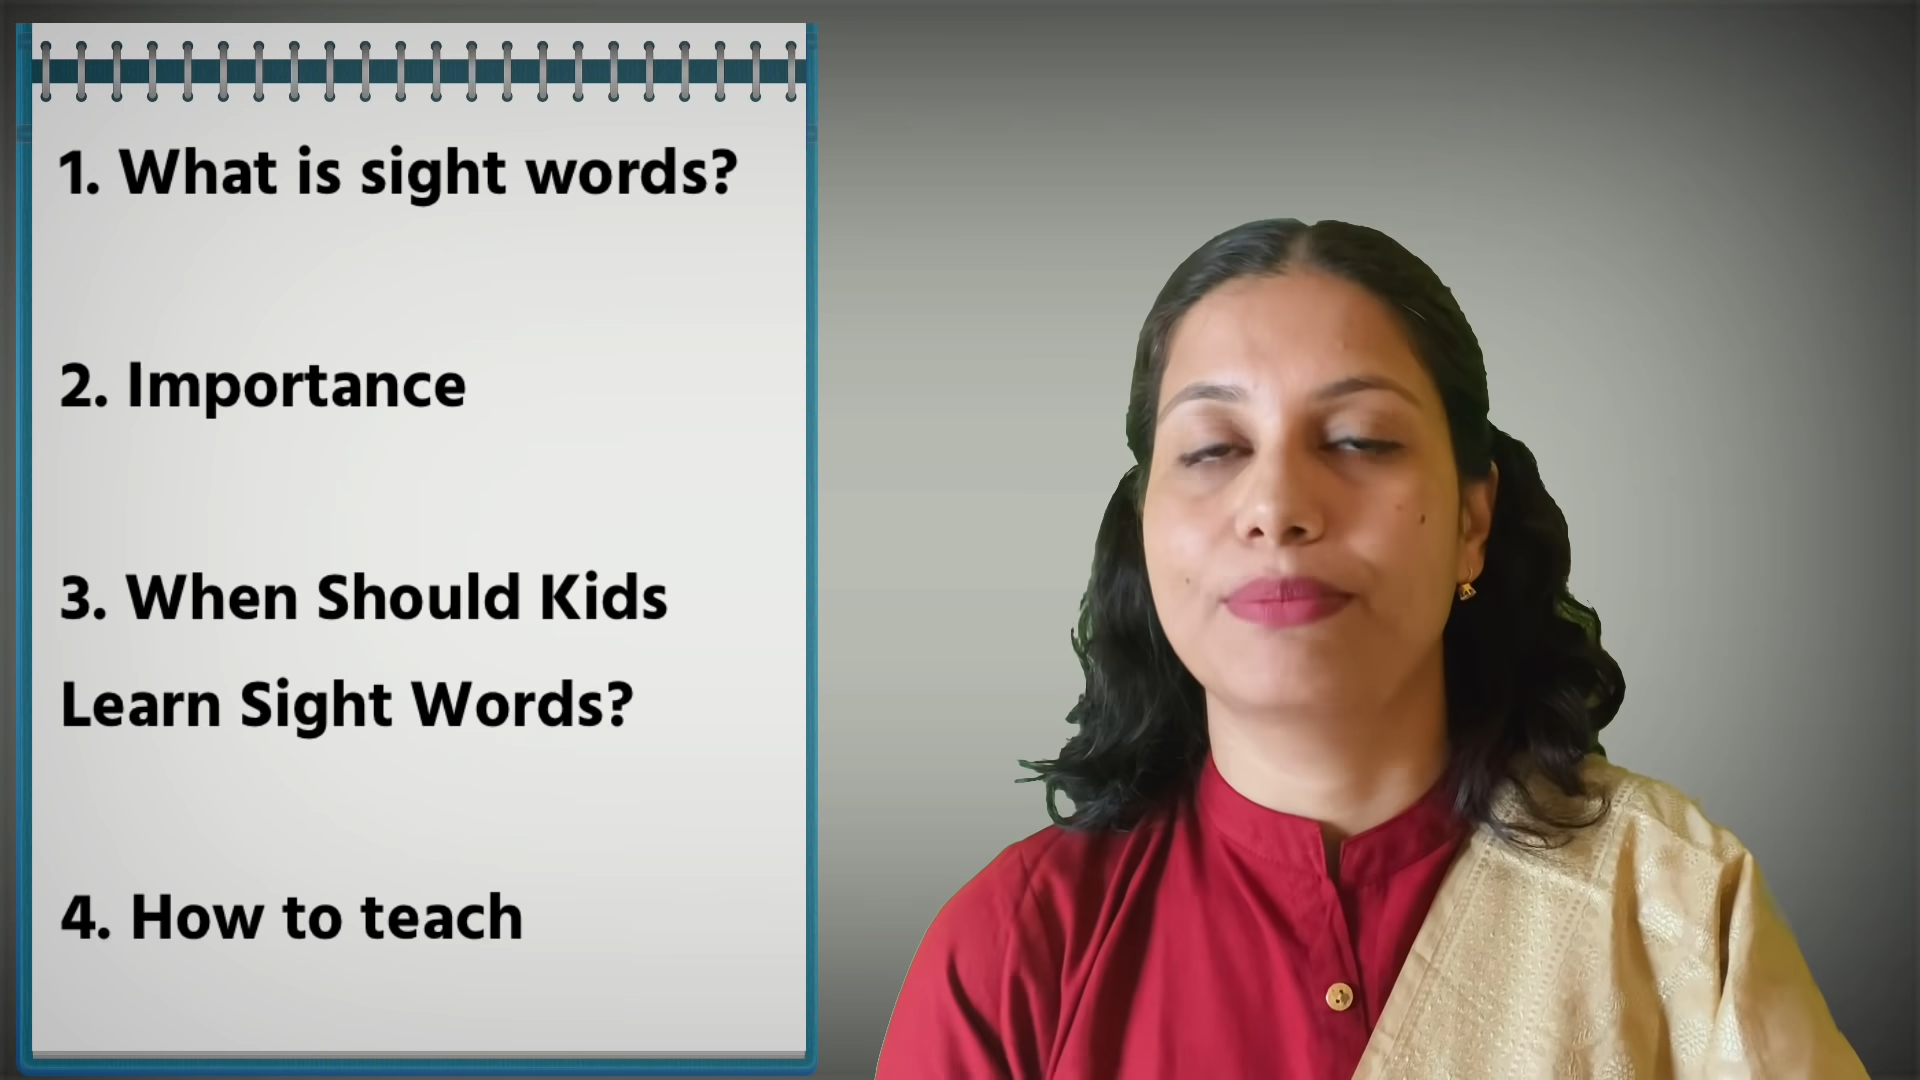 1. What is sight words?
2. Importance
3. When Should Kids
Learn Sight Words?
4. How to teach